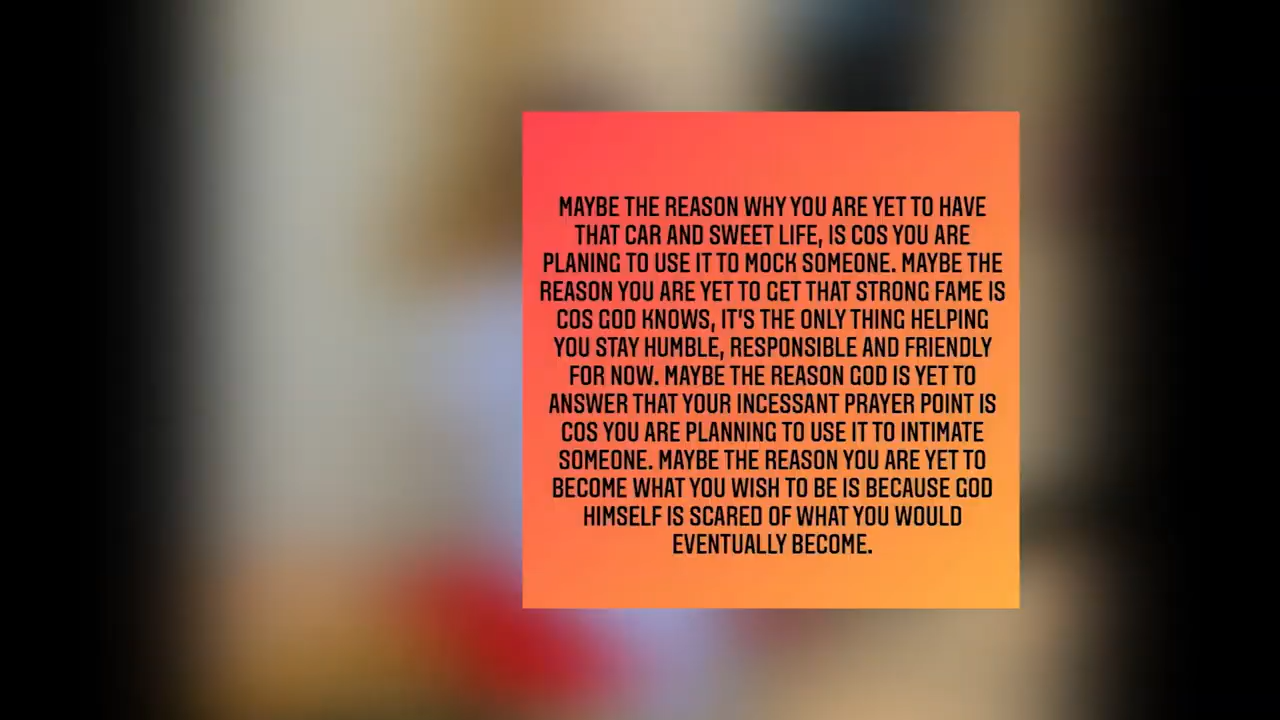 MAYBE THE REASON WHY YOU ARE YET TO HAVE
THAT CAR AND SWEET LIFE, IS COS YOU ARE
PLANING TO USE IT TO MOCK SOMEONE. MAYBE THE
REASON YOU ARE YET TO GET THAT STRONG FAME IS
COS GOD KNOWS, IT'S THE ONLY THING HELPING
YOU STAY HUMBLE, RESPONSIBLE AND FRIENDLY
FOR NOW. MAYBE THE REASON GOD IS YET TO
ANSWER THAT YOUR INCESSANT PRAYER POINT IS
COS YOU ARE PLANNING TO USE IT TO INTIMATE
SOMEONE. MAYBE THE REASON YOU ARE YET TO
BECOME WHAT YOU WISH TO BE IS BECAUSE GOD
HIMSELF IS SCARED OF WHAT YOU WOULD
EVENTUALLY BECOME.